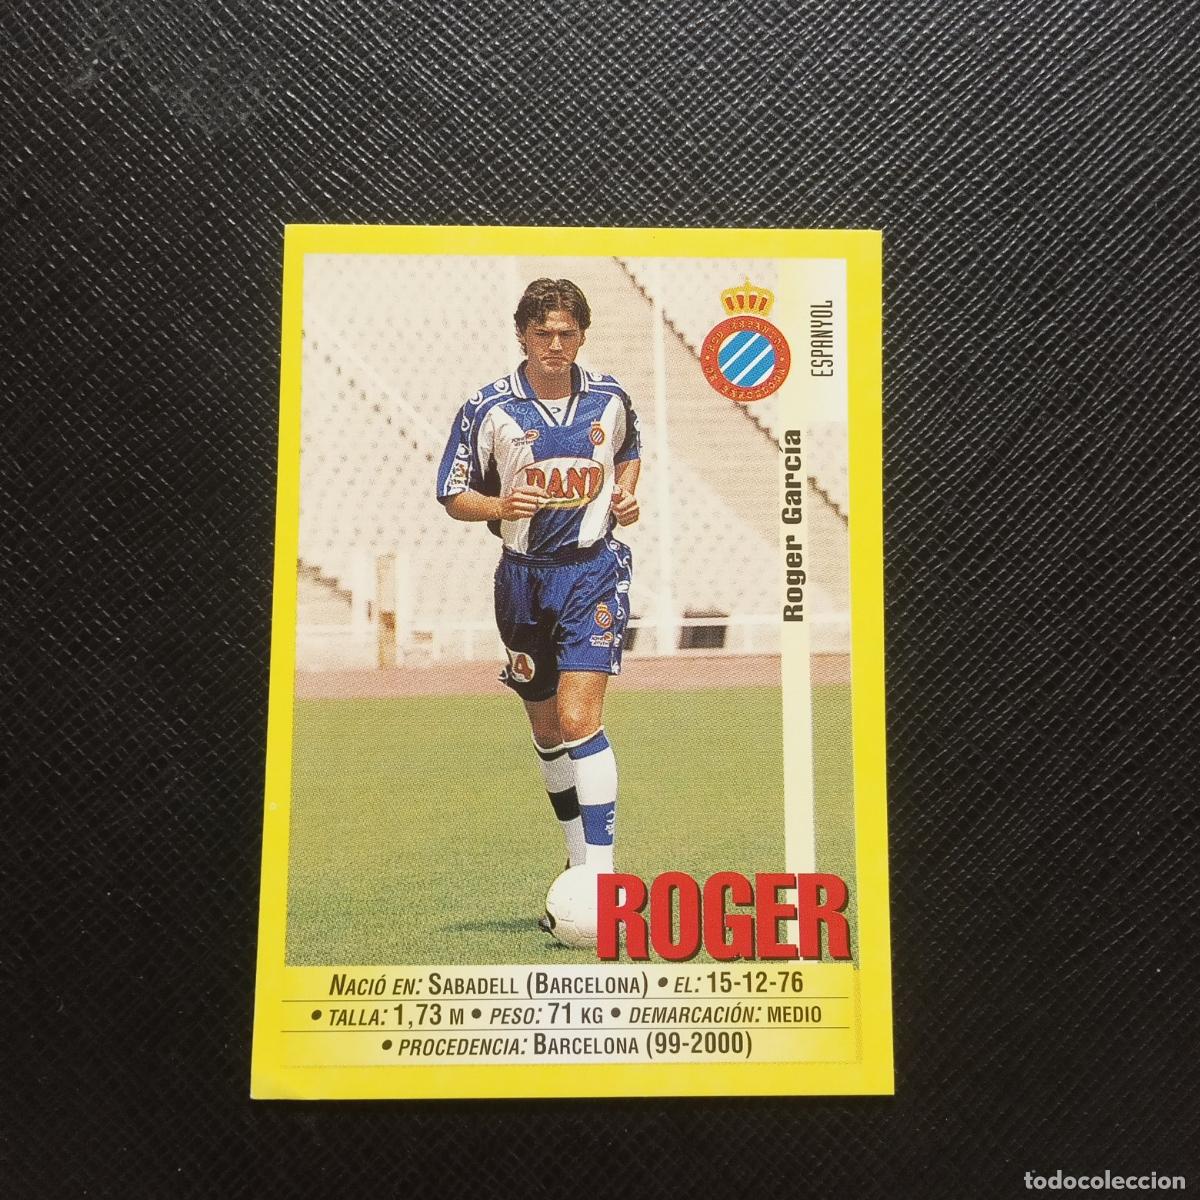 ESPANYOL
Roger García
DANI
4
ROGER
NACIÓ EN: SABADELL (BARCELONA) • EL: 15-12-76
• TALLA: 1,73 M • PESO: 71 KG • DEMARCACIÓN: MEDIO
• PROCEDENCIA: BARCELONA (99-2000)
todocoleccion